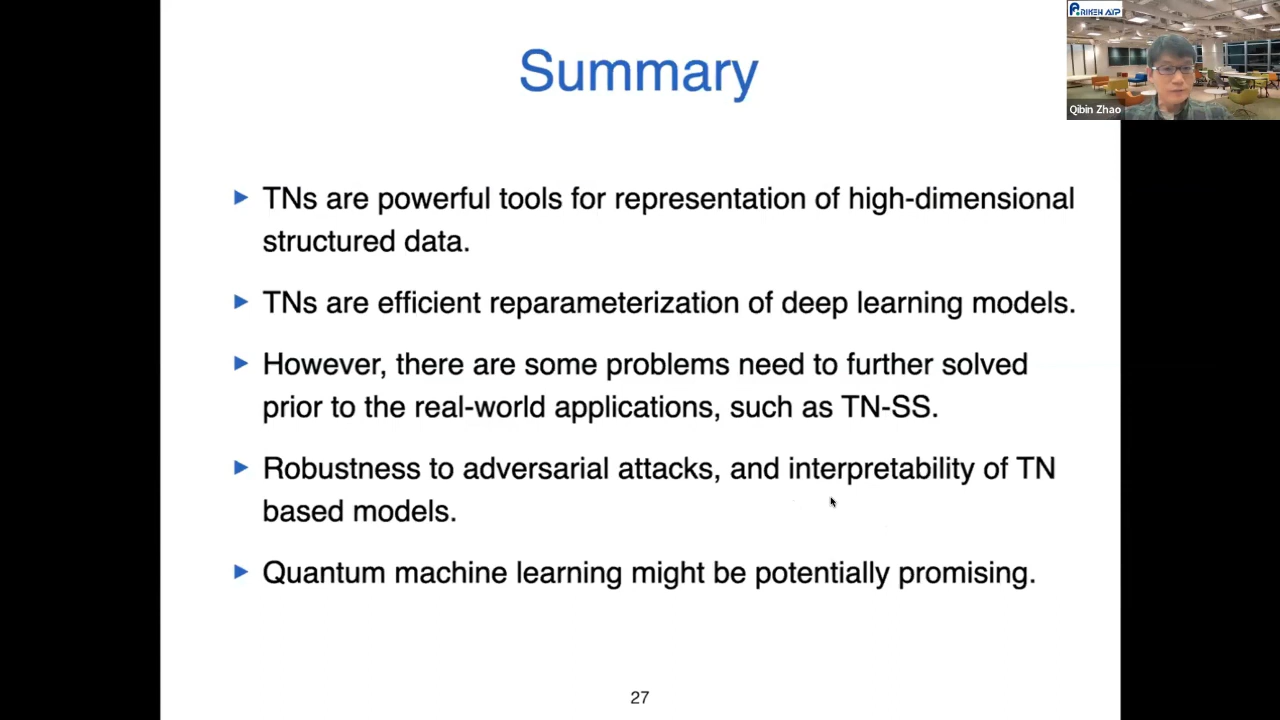 Summary
TNs are powerful tools for representation of high-dimensional
structured data.
TNs are efficient reparameterization of deep learning models.
However, there are some problems need to further solved
prior to the real-world applications, such as TN-SS.
Robustness to adversarial attacks, and interpretability of TN
based models.
Quantum machine learning might be potentially promising.
27
RIKEN AIP
Qibin Zhao